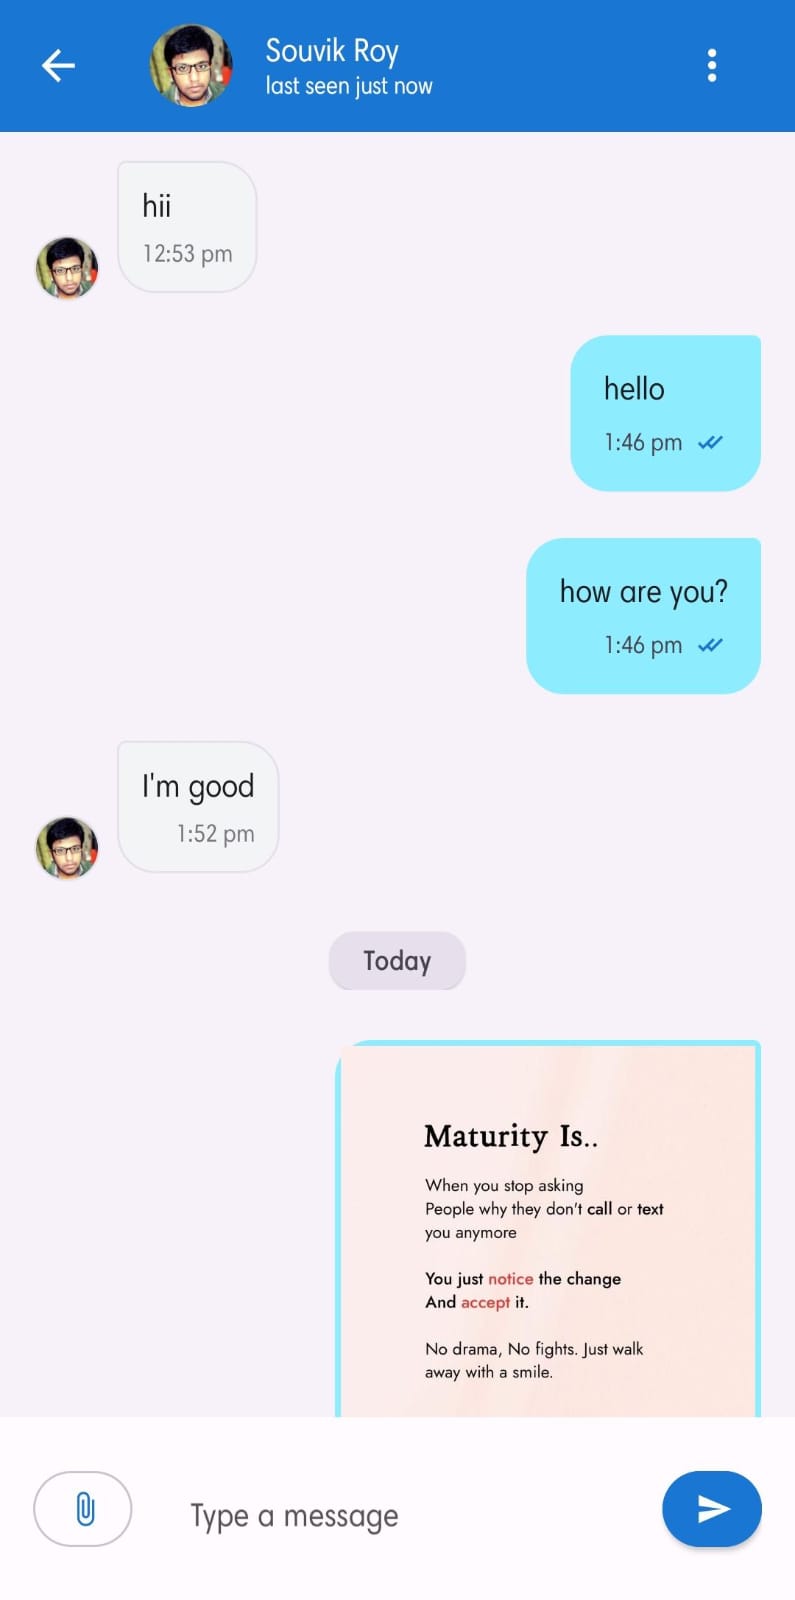 Souvik Roy
last seen just now
hii
12:53 pm
hello
1:46 pm
how are you?
1:46 pm
I'm good
1:52 pm
Today
Maturity Is..
When you stop asking
People why they don't call or text
you anymore
You just notice the change
And accept it.
No drama, No fights. Just walk
away with a smile.
Type a message